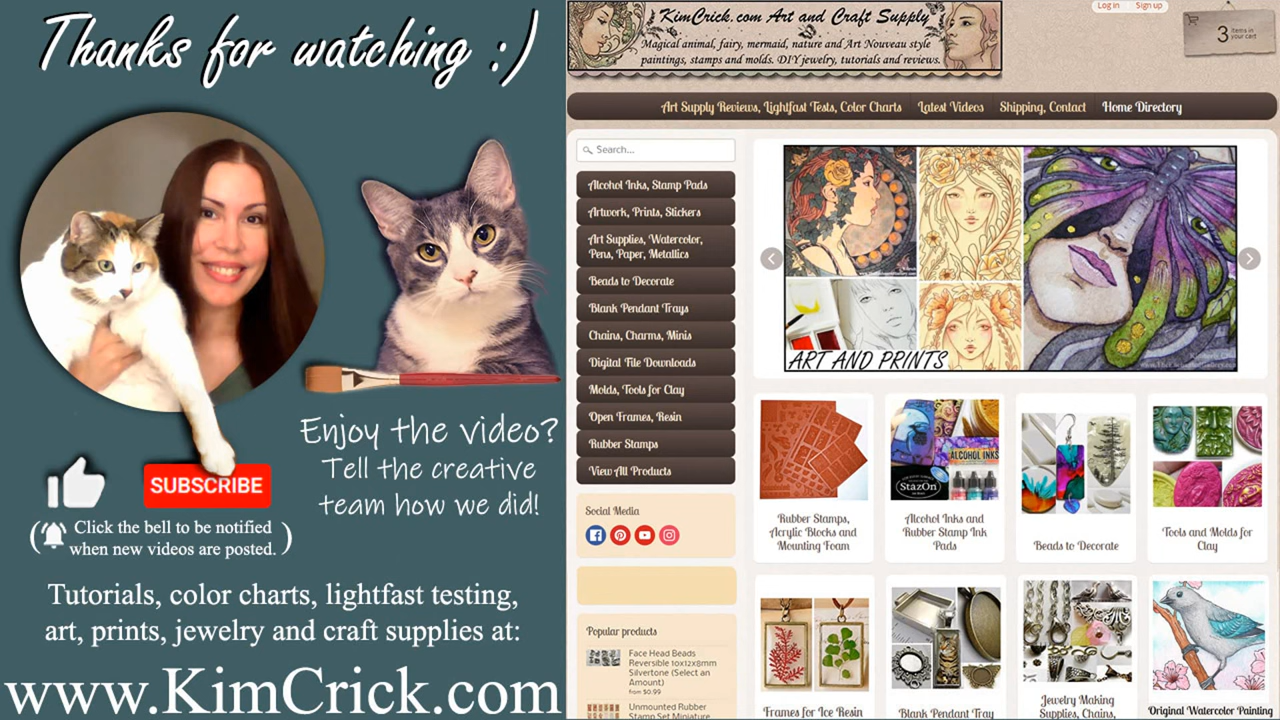 Thanks for watching :)
SUBSCRIBE
Click the bell to be notified
when new videos are posted.
Enjoy the video?
Tell the creative
team how we did!
Tutorials, color charts, lightfast testing,
art, prints, jewelry and craft supplies at:
www.KimCrick.com
KimCrick.com Art and Craft Supply
Magical animal, fairy, mermaid, nature and Art Nouveau style
paintings, stamps and molds. DIY jewelry, tutorials and reviews.
Log in
Sign up
3 items in
your cart
Art Supply Reviews, Lightfast Tests, Color Charts
Latest Videos
Shipping, Contact
Home Directory
Search...
Alcohol Inks, Stamp Pads
Artwork, Prints, Stickers
Art Supplies, Watercolor,
Pens, Paper, Metallics
Beads to Decorate
Blank Pendant Trays
Chains, Charms, Minis
Digital File Downloads
Molds, Tools for Clay
Open Frames, Resin
Rubber Stamps
View All Products
Social Media
Popular products
Face Head Beads
Reversible 10x12x8mm
Silvertone (Select an
Amount)
from $0.99
Unmounted Rubber
Stamp Set Miniature
ART AND PRINTS
Rubber Stamps,
Acrylic Blocks and
Mounting Foam
ALCOHOL INKS
StazOn
Alcohol Inks and
Rubber Stamp Ink
Pads
Beads to Decorate
Tools and Molds for
Clay
Frames for Ice Resin
Blank Pendant Tray
Jewelry Making
Supplies, Chains,
Original Watercolor Painting